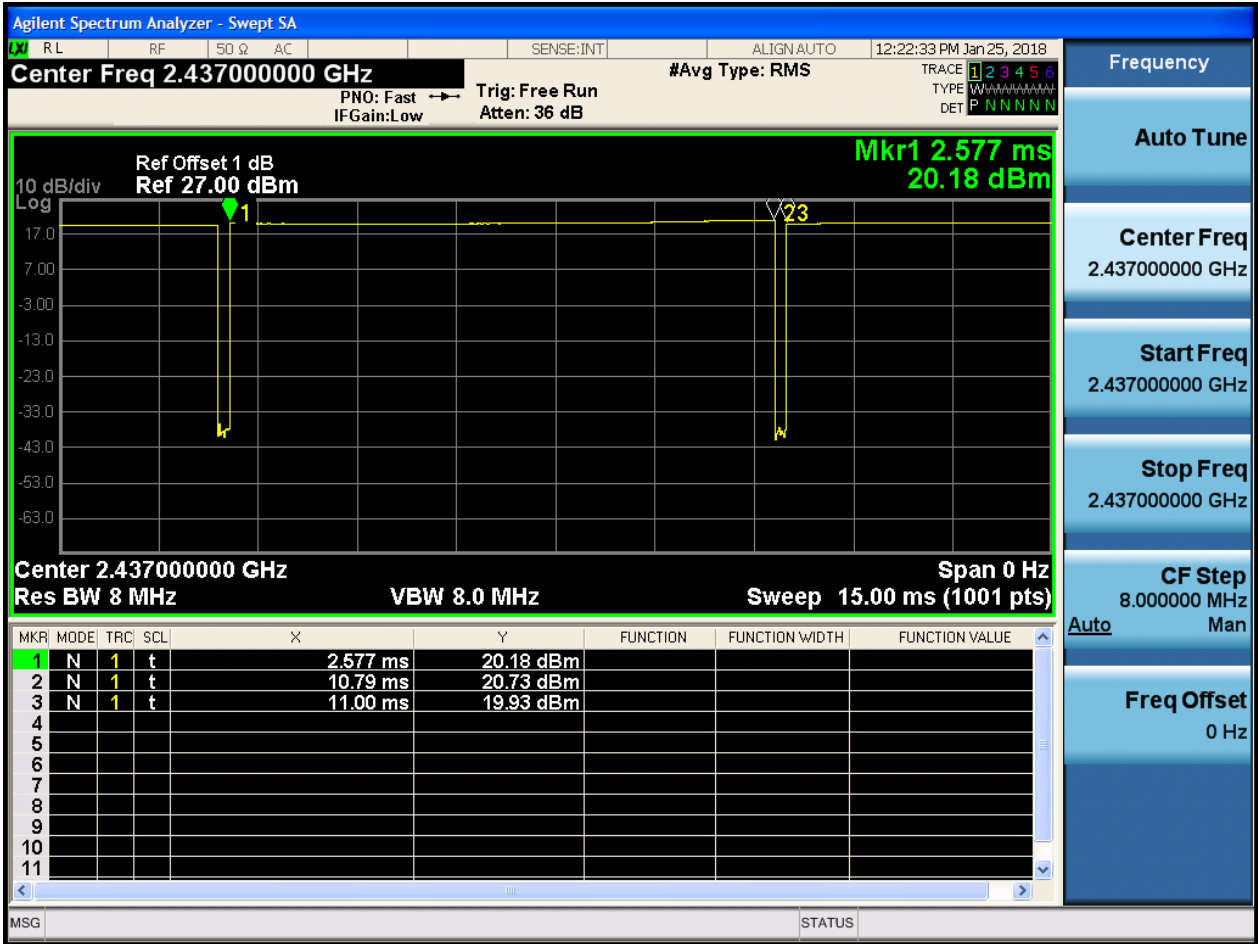 Agilent Spectrum Analyzer - Swept SA
LXI RL RF 50 Ω AC SENSE:INT ALIGN AUTO 12:22:33 PM Jan 25, 2018
Center Freq 2.437000000 GHz
PNO: Fast
IFGain:Low
Trig: Free Run
Atten: 36 dB
#Avg Type: RMS
TRACE 1 2 3 4 5 6
TYPE W
DET P N N N N N
Ref Offset 1 dB
10 dB/div Ref 27.00 dBm
Log
Mkr1 2.577 ms
20.18 dBm
1
23
17.0
7.00
-3.00
-13.0
-23.0
-33.0
-43.0
-53.0
-63.0
Center 2.437000000 GHz Span 0 Hz
Res BW 8 MHz VBW 8.0 MHz Sweep 15.00 ms (1001 pts)
MKR MODE TRC SCL X Y FUNCTION FUNCTION WIDTH FUNCTION VALUE
1 N 1 t 2.577 ms 20.18 dBm
2 N 1 t 10.79 ms 20.73 dBm
3 N 1 t 11.00 ms 19.93 dBm
4
5
6
7
8
9
10
11
MSG STATUS
Frequency
Auto Tune
Center Freq
2.437000000 GHz
Start Freq
2.437000000 GHz
Stop Freq
2.437000000 GHz
CF Step
8.000000 MHz
Auto Man
Freq Offset
0 Hz